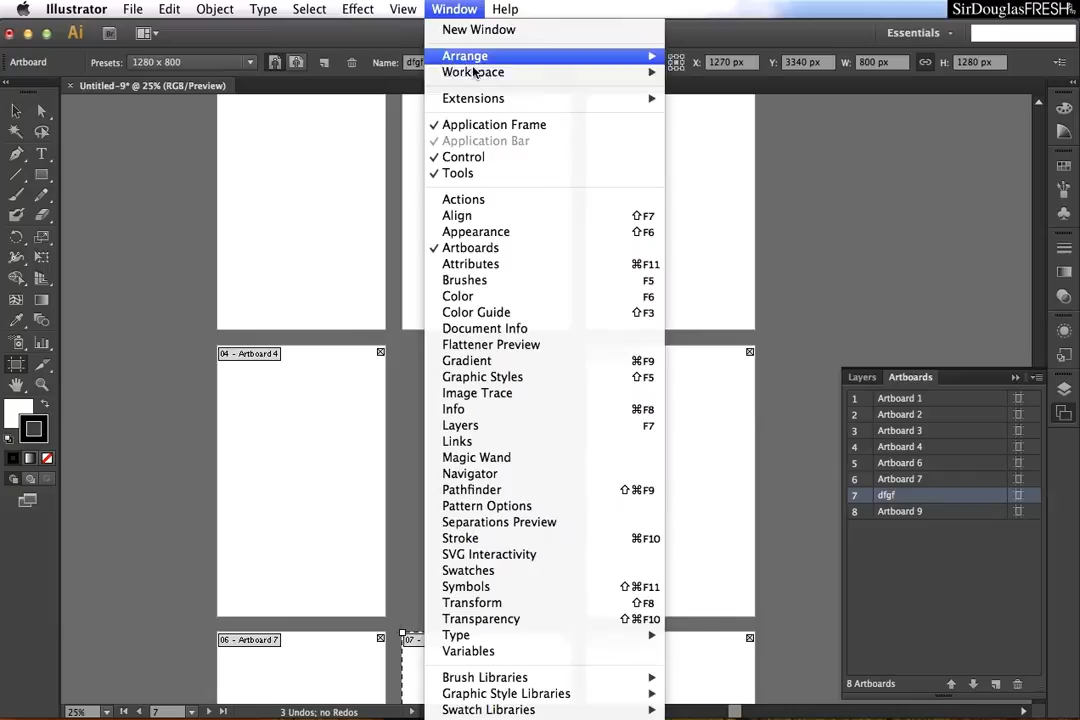 Illustrator File Edit Object Type Select Effect View Window Help
SirDouglasFRESH
Ai Br Essentials
Artboard Presets: 1280 x 800 Name: dfgf X: 1270 px Y: 3340 px W: 800 px H: 1280 px
× Untitled-9* @ 25% (RGB/Preview)
New Window
Arrange
Workspace
Extensions
✓ Application Frame
✓ Application Bar
✓ Control
✓ Tools
Actions
Align ⇧F7
Appearance ⇧F6
✓ Artboards
Attributes ⌘F11
Brushes F5
Color F6
Color Guide ⇧F3
Document Info
Flattener Preview
Gradient ⌘F9
Graphic Styles ⇧F5
Image Trace
Info ⌘F8
Layers F7
Links
Magic Wand
Navigator
Pathfinder ⇧⌘F9
Pattern Options
Separations Preview
Stroke ⌘F10
SVG Interactivity
Swatches
Symbols ⇧⌘F11
Transform ⇧F8
Transparency ⇧⌘F10
Type
Variables
Brush Libraries
Graphic Style Libraries
Swatch Libraries
04 - Artboard 4
06 - Artboard 7
07 -
Layers Artboards
1 Artboard 1
2 Artboard 2
3 Artboard 3
4 Artboard 4
5 Artboard 6
6 Artboard 7
7 dfgf
8 Artboard 9
8 Artboards
25% 7 3 Undos; no Redos